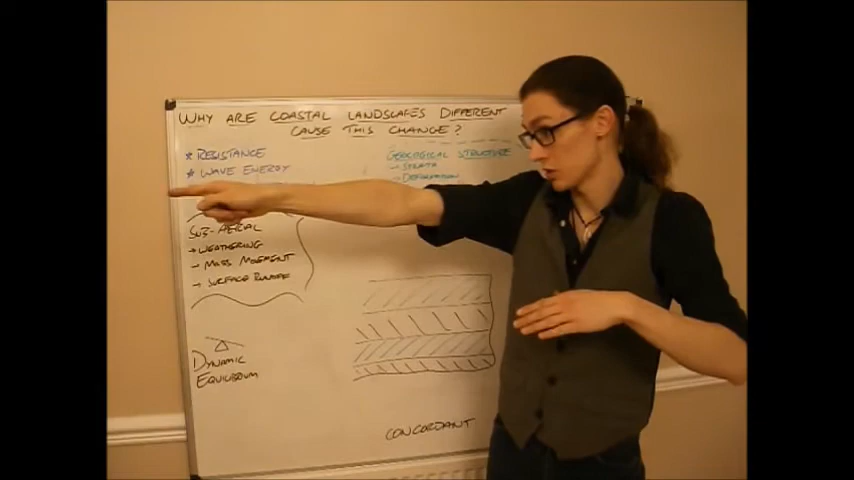 WHY ARE COASTAL LANDSCAPES DIFFERENT
CAUSE THIS CHANGE?
* RESISTANCE
* WAVE ENERGY
GEOLOGICAL STRUCTURE
→ STRATA
→ DEFORMATION
SUB-AERIAL
→ WEATHERING
→ MASS MOVEMENT
→ SURFACE RUNOFF
DYNAMIC
EQUILIBRIUM
CONCORDANT